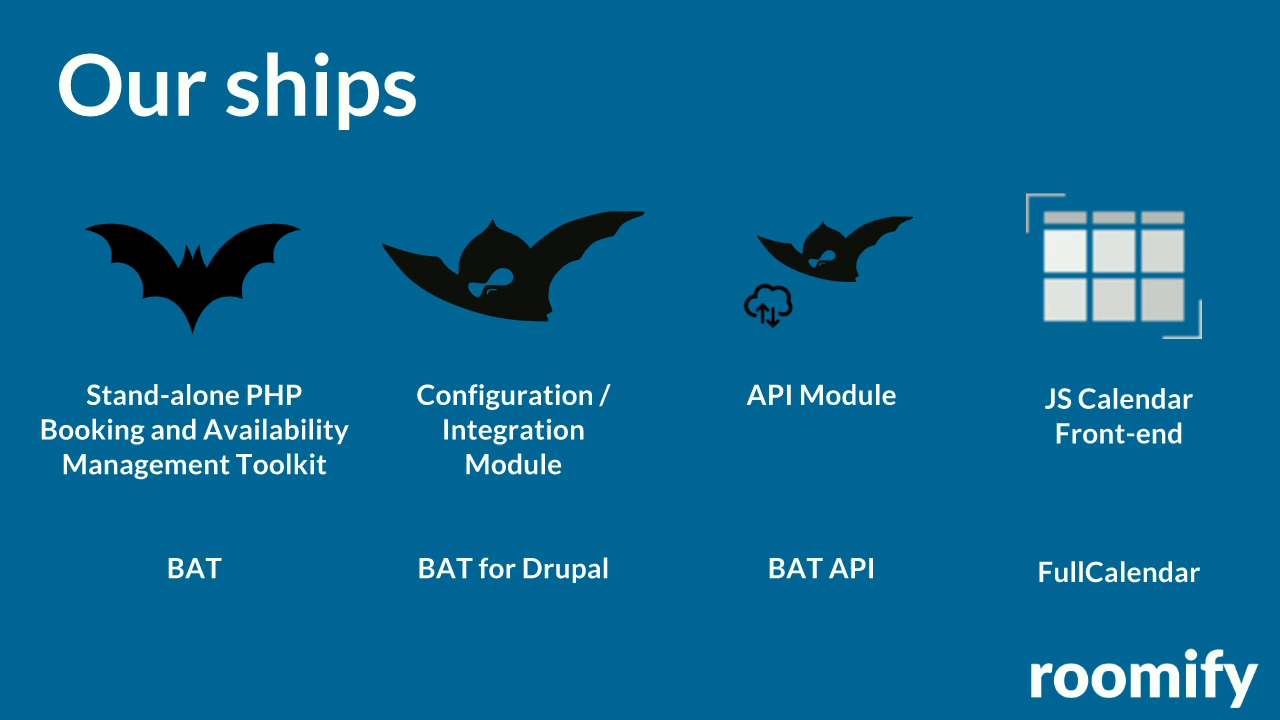 Our ships
Stand-alone PHP
Booking and Availability
Management Toolkit
BAT
Configuration /
Integration
Module
BAT for Drupal
API Module
BAT API
JS Calendar
Front-end
FullCalendar
roomify